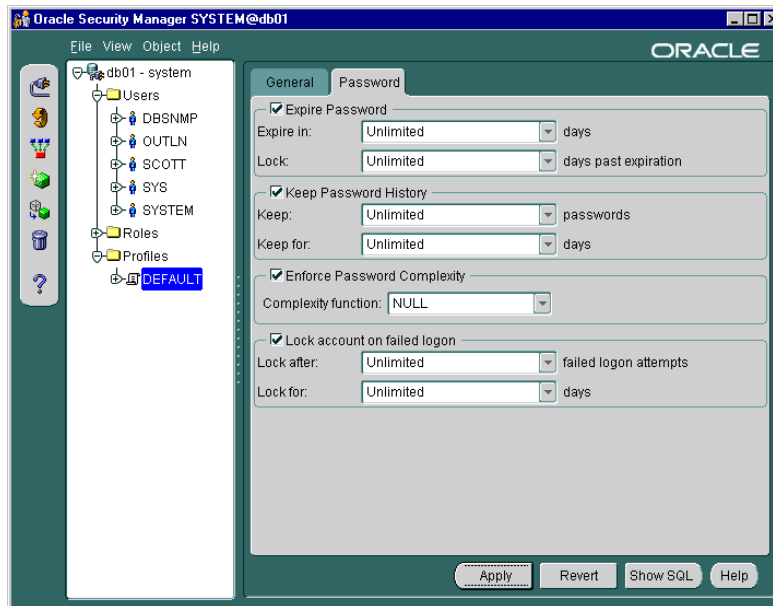 Oracle Security Manager SYSTEM@db01
File View Object Help
ORACLE
db01 - system
Users
DBSNMP
OUTLN
SCOTT
SYS
SYSTEM
Roles
Profiles
DEFAULT
General Password
Expire Password
Expire in: Unlimited days
Lock: Unlimited days past expiration
Keep Password History
Keep: Unlimited passwords
Keep for: Unlimited days
Enforce Password Complexity
Complexity function: NULL
Lock account on failed logon
Lock after: Unlimited failed logon attempts
Lock for: Unlimited days
Apply Revert Show SQL Help